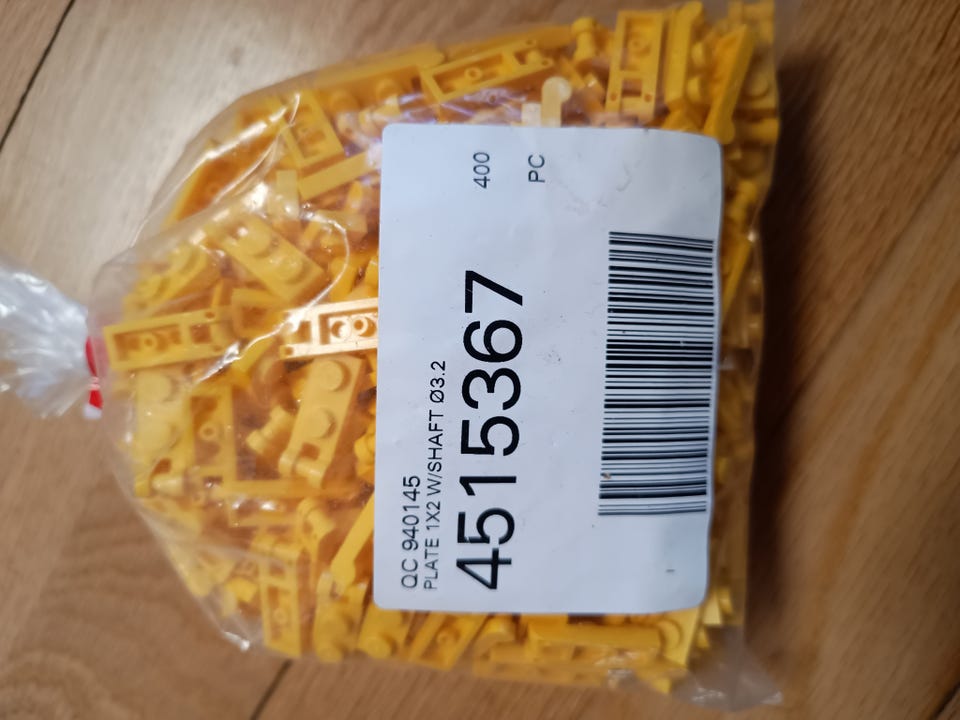 QC 940145
PLATE 1X2 W/SHAFT Ø3.2
4515367
400
PC